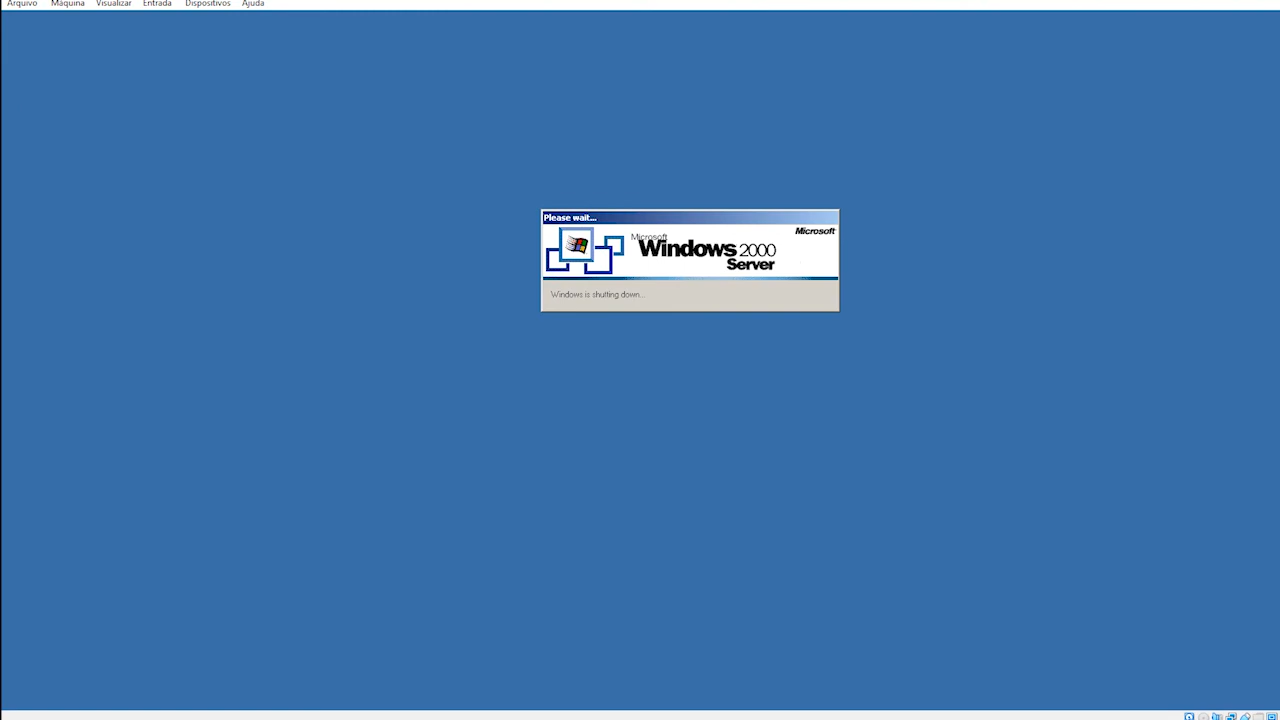 Arquivo Máquina Visualizar Entrada Dispositivos Ajuda
Please wait...
Microsoft
Microsoft
Windows 2000
Server
Windows is shutting down...